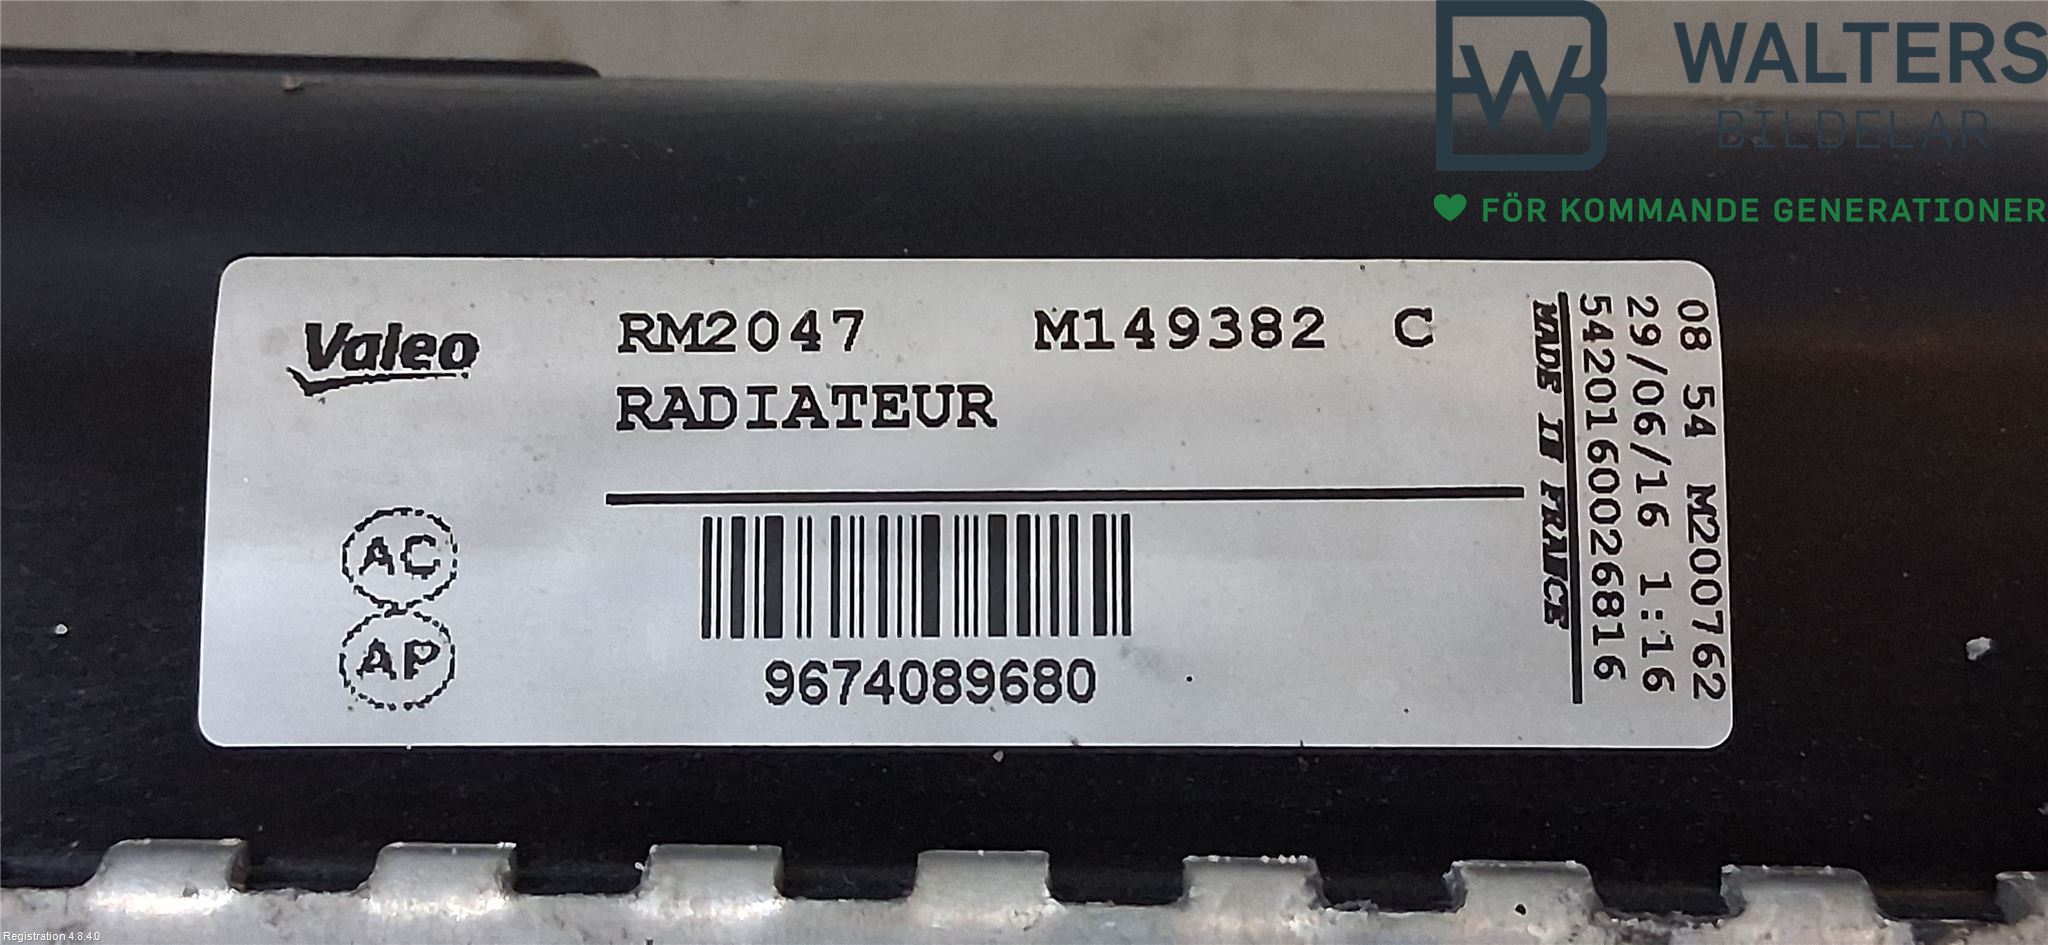 WALTERS
BILDELAR
FÖR KOMMANDE GENERATIONER
Valeo
RM2047 M149382 C
RADIATEUR
AC
AP
9674089680
08 54 M200762
29/06/16 1:16
5420160026816
MADE IN FRANCE
Registration 4.8.4.0